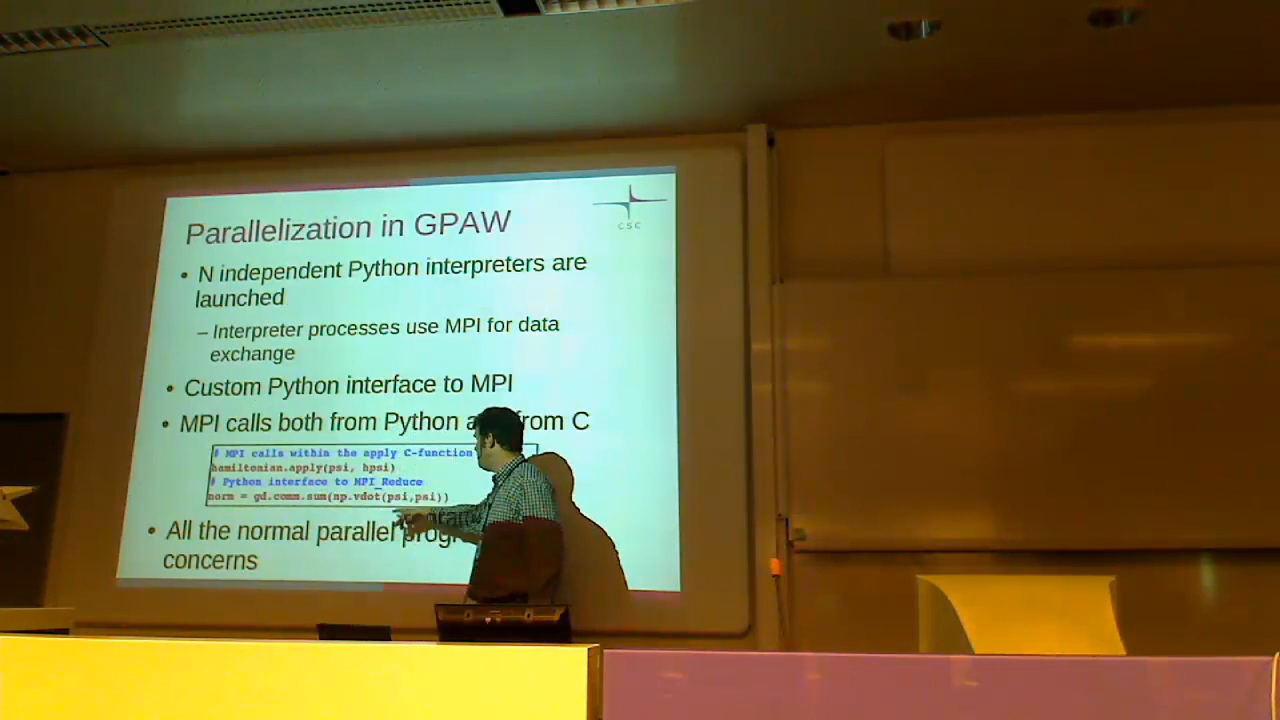 Parallelization in GPAW
CSC
• N independent Python interpreters are
launched
– Interpreter processes use MPI for data
exchange
• Custom Python interface to MPI
• MPI calls both from Python a from C
# MPI calls within the apply C-function
hamiltonian.apply(psi, hpsi)
# Python interface to MPI_Reduce
norm = gd.comm.sum(np.vdot(psi,psi))
• All the normal parallel
concerns